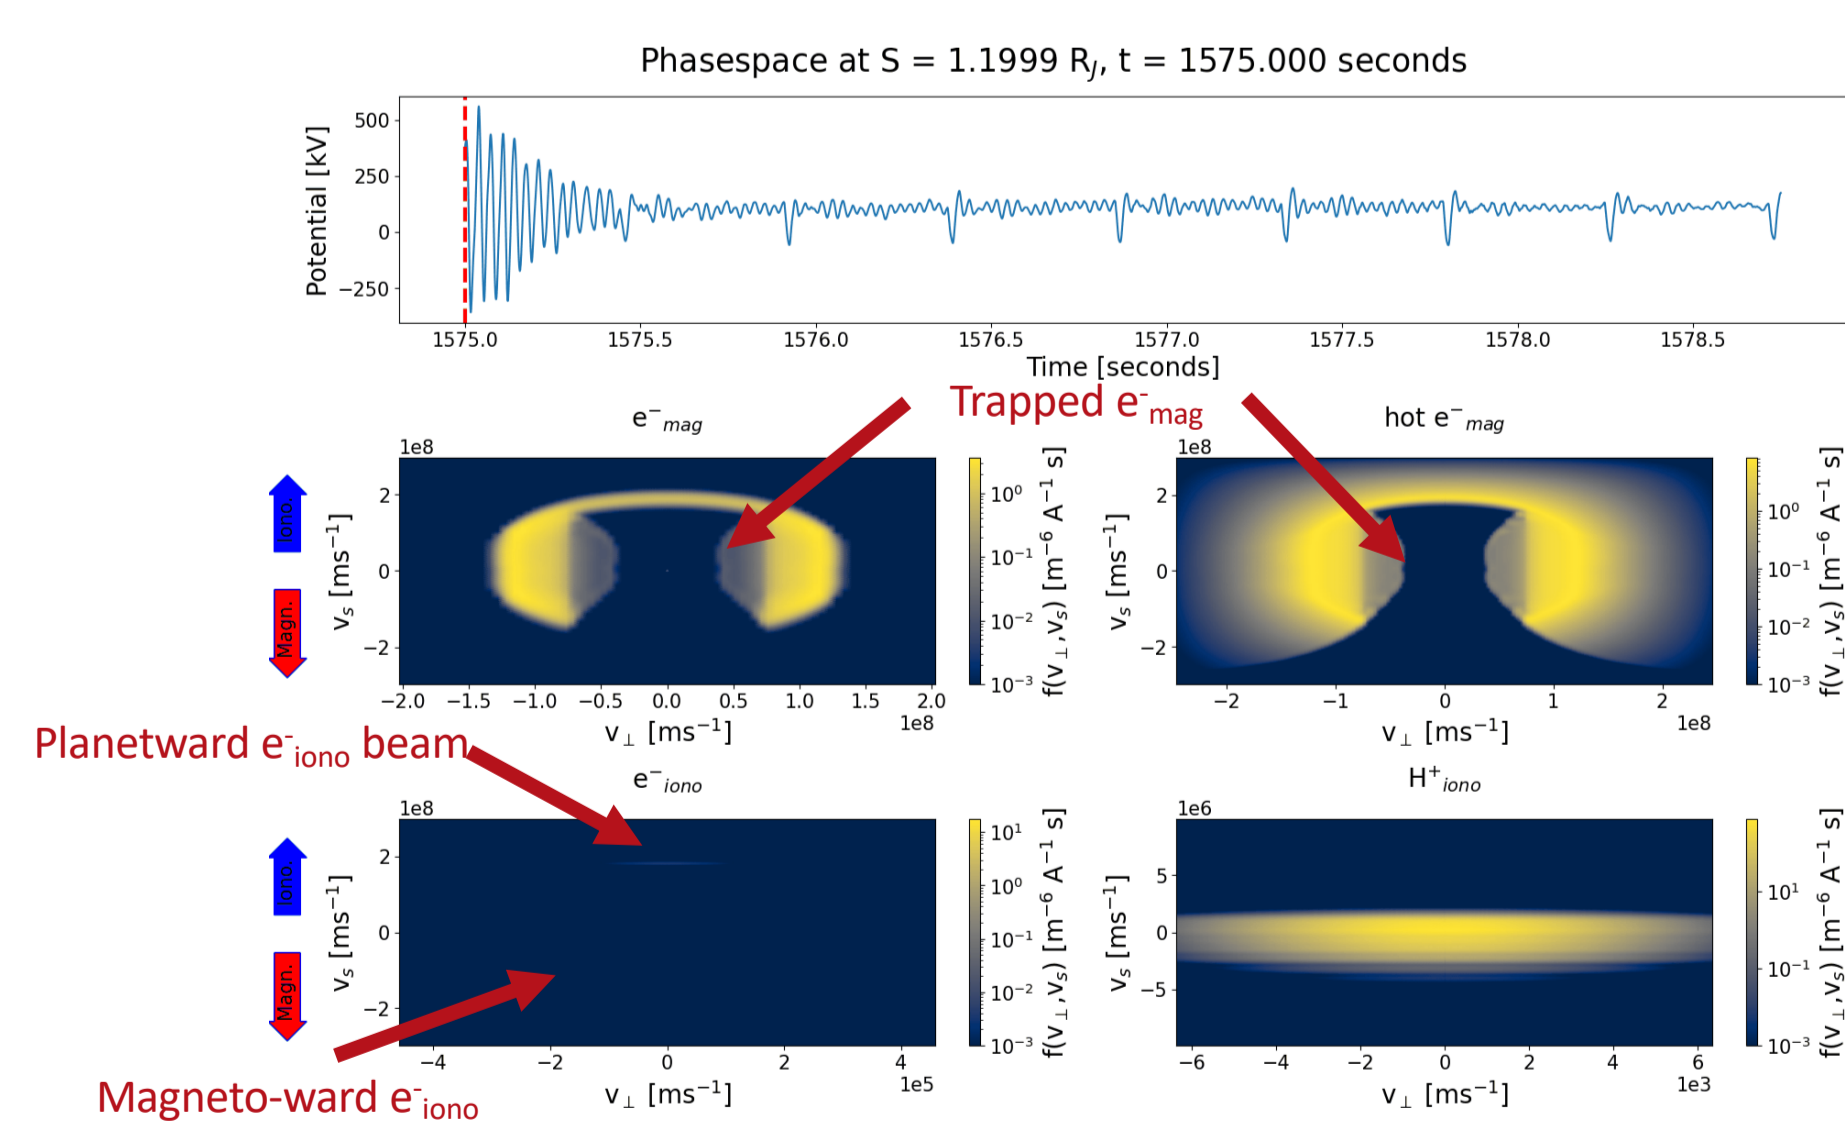 Phasespace at S = 1.1999 R_J, t = 1575.000 seconds
Potential [kV]
500
250
0
−250
1575.0 1575.5 1576.0 1576.5 1577.0 1577.5 1578.0 1578.5
Time [seconds]
Trapped e⁻mag
e⁻mag
hot e⁻mag
1e8
1e8
Iono.
Magn.
v_s [ms⁻¹]
2
0
−2
−2.0 −1.5 −1.0 −0.5 0.0 0.5 1.0 1.5 2.0
1e8
v⊥ [ms⁻¹]
10⁰
10⁻¹
10⁻²
10⁻³
f(v⊥,v_s) [m⁻⁶ A⁻¹ s]
v_s [ms⁻¹]
2
0
−2
−2 −1 0 1 2
1e8
v⊥ [ms⁻¹]
10⁰
10⁻¹
10⁻²
10⁻³
f(v⊥,v_s) [m⁻⁶ A⁻¹ s]
Planetward e⁻iono beam
e⁻iono
H⁺iono
1e8
1e6
Iono.
Magn.
v_s [ms⁻¹]
2
0
−2
−4 −2 0 2 4
1e5
v⊥ [ms⁻¹]
10¹
10⁰
10⁻¹
10⁻²
10⁻³
f(v⊥,v_s) [m⁻⁶ A⁻¹ s]
v_s [ms⁻¹]
5
0
−5
−6 −4 −2 0 2 4 6
1e3
v⊥ [ms⁻¹]
10¹
10⁻¹
10⁻³
f(v⊥,v_s) [m⁻⁶ A⁻¹ s]
Magneto-ward e⁻iono